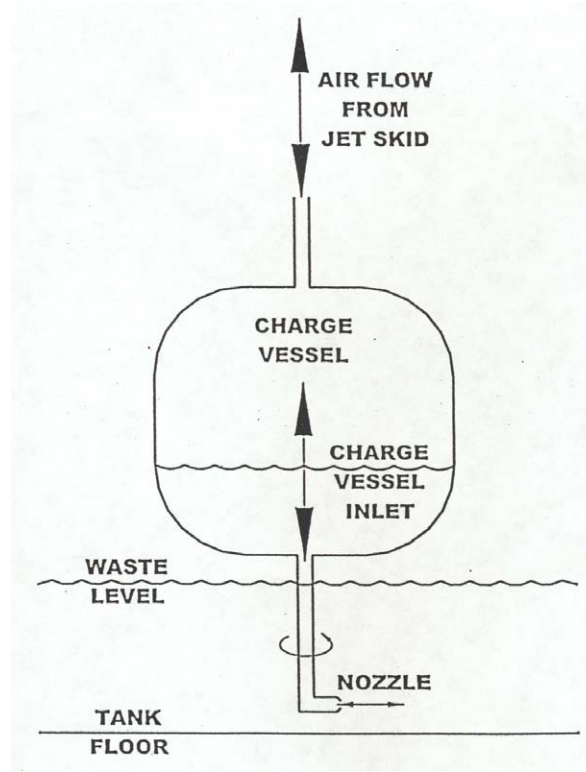 AIR FLOW
FROM
JET SKID
CHARGE
VESSEL
CHARGE
VESSEL
INLET
WASTE
LEVEL
NOZZLE
TANK
FLOOR